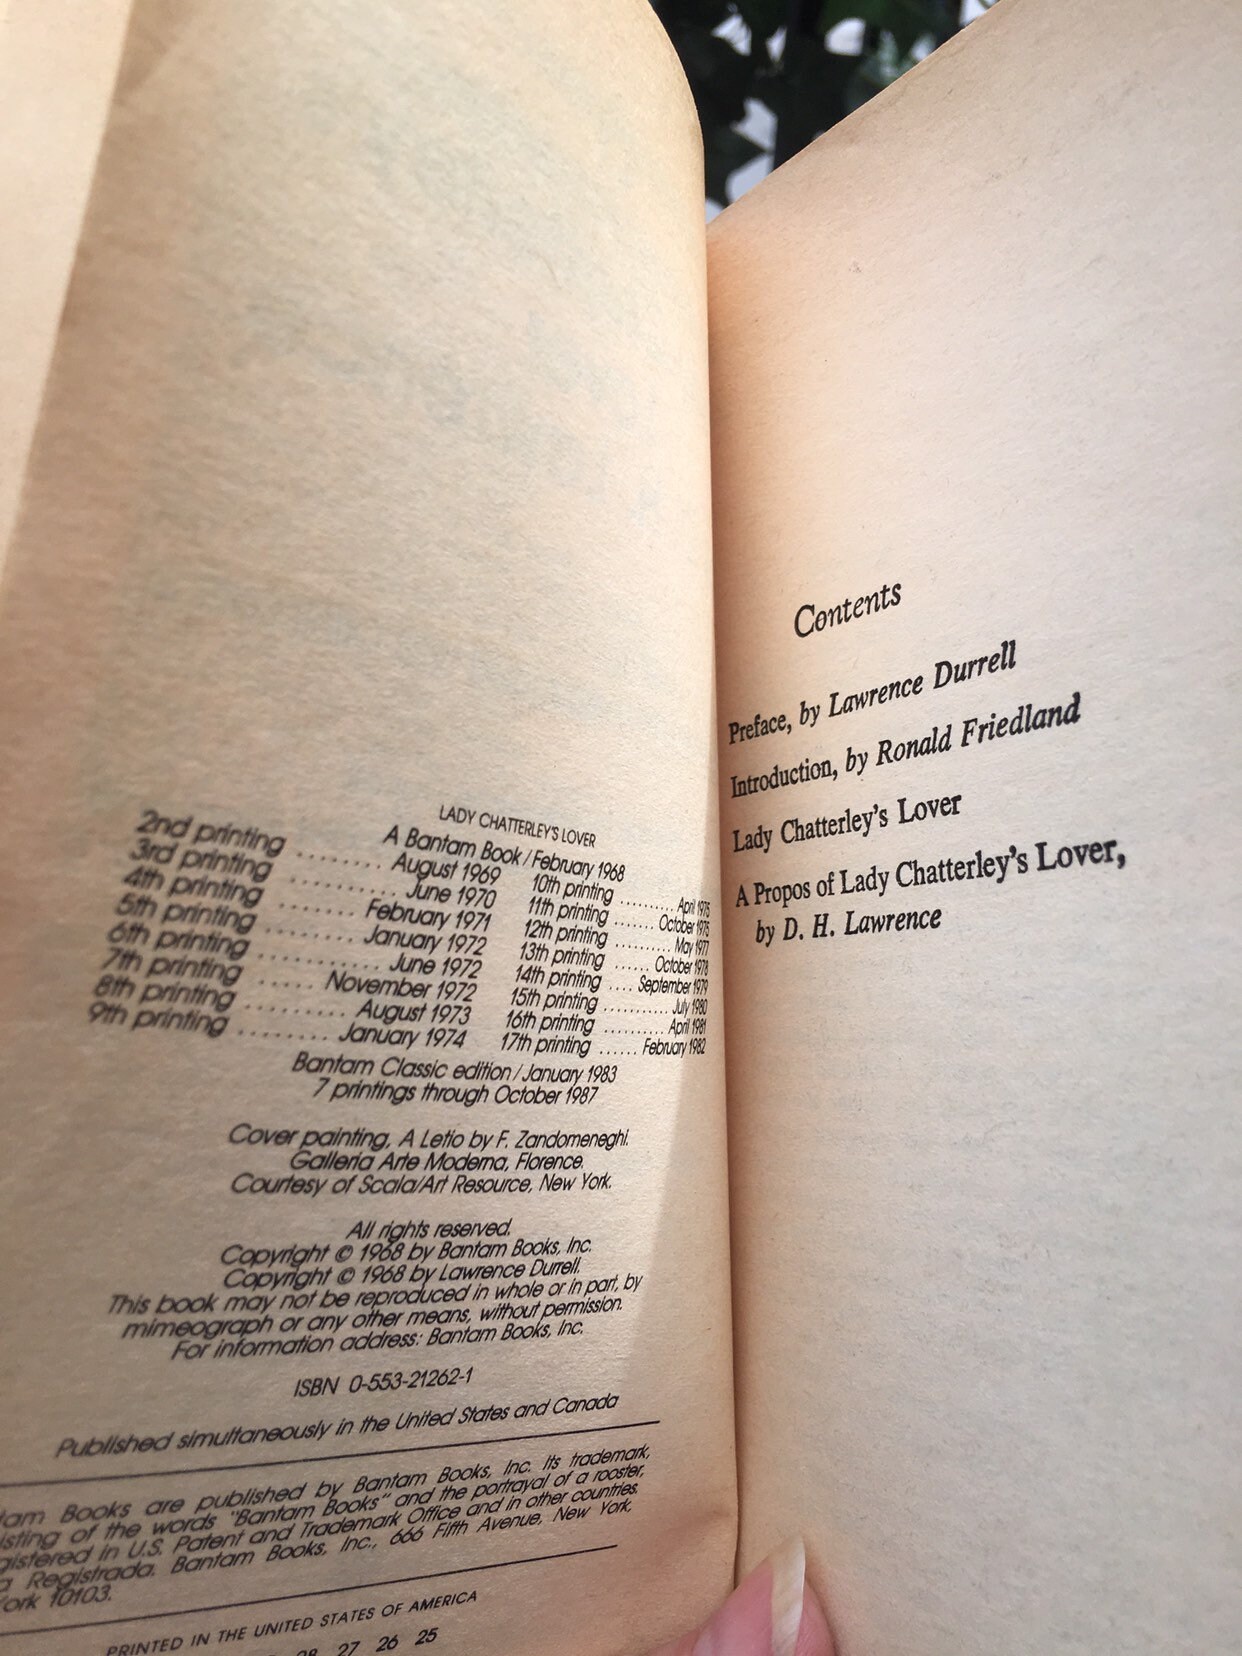 LADY CHATTERLEY'S LOVER
A Bantam Book / February 1968
2nd printing ........ August 1969
3rd printing .......... June 1970
4th printing ....... February 1971
5th printing ........ January 1972
6th printing .......... June 1972
7th printing ..... November 1972
8th printing ......... August 1973
9th printing ........ January 1974
10th printing ......... April 1975
11th printing ....... October 1975
12th printing .......... May 1977
13th printing ...... October 1978
14th printing .... September 1979
15th printing ........... July 1980
16th printing .......... April 1981
17th printing ...... February 1982
Bantam Classic edition / January 1983
7 printings through October 1987
Cover painting, A Letto by F. Zandomeneghi.
Galleria Arte Moderna, Florence.
Courtesy of Scala/Art Resource, New York.
All rights reserved.
Copyright © 1968 by Bantam Books, Inc.
Copyright © 1968 by Lawrence Durrell.
This book may not be reproduced in whole or in part, by
mimeograph or any other means, without permission.
For information address: Bantam Books, Inc.
ISBN 0-553-21262-1
Published simultaneously in the United States and Canada
Books are published by Bantam Books, Inc. Its trademark,
of the words "Bantam Books" and the portrayal of a rooster,
in U.S. Patent and Trademark Office and in other countries.
Registrada. Bantam Books, Inc., 666 Fifth Avenue, New York,
10103.
PRINTED IN THE UNITED STATES OF AMERICA
28 27 26 25
Contents
Preface, by Lawrence Durrell
Introduction, by Ronald Friedland
Lady Chatterley's Lover
A Propos of Lady Chatterley's Lover,
by D. H. Lawrence